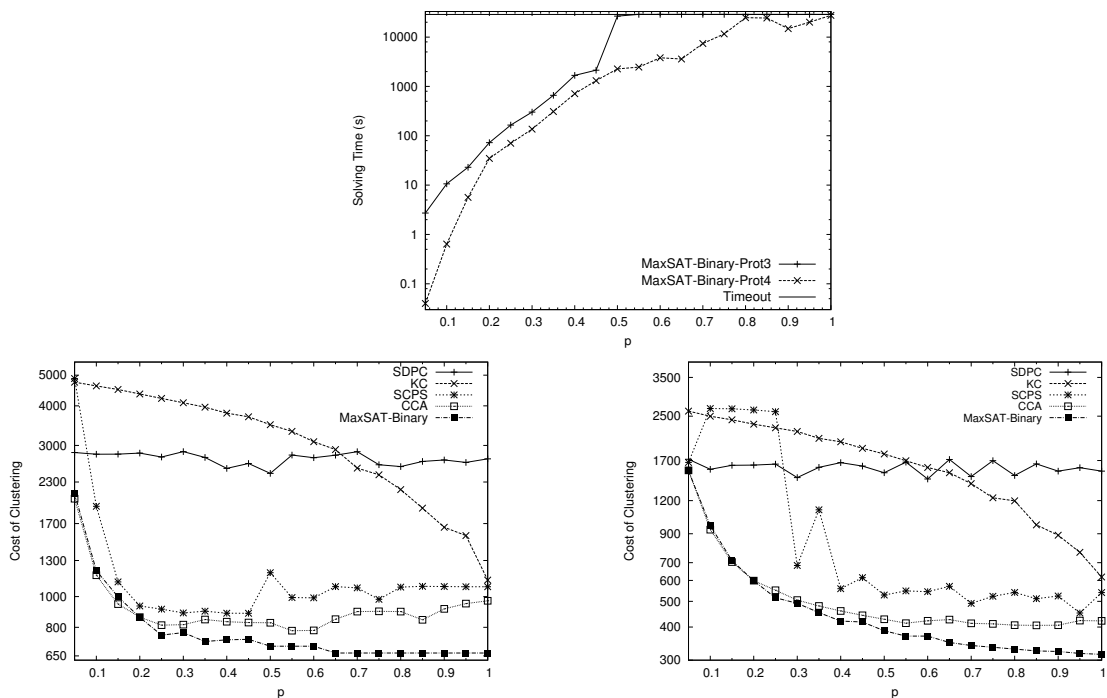 10000
1000
100
10
1
0.1
Solving Time (s)
MaxSAT-Binary-Prot3
MaxSAT-Binary-Prot4
Timeout
0.1 0.2 0.3 0.4 0.5 0.6 0.7 0.8 0.9 1
p
5000
4000
3000
2300
1700
1300
1000
800
650
Cost of Clustering
SDPC
KC
SCPS
CCA
MaxSAT-Binary
0.1 0.2 0.3 0.4 0.5 0.6 0.7 0.8 0.9 1
p
3500
2500
1700
1200
900
700
600
500
400
300
Cost of Clustering
SDPC
KC
SCPS
CCA
MaxSAT-Binary
0.1 0.2 0.3 0.4 0.5 0.6 0.7 0.8 0.9 1
p